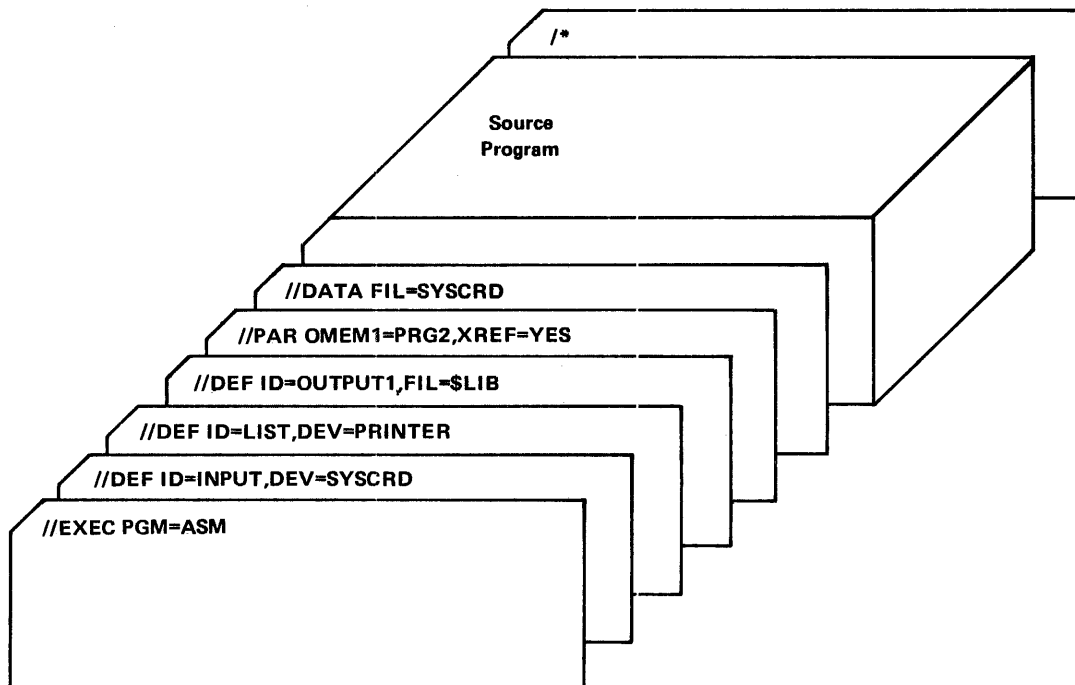 /*
Source
Program
//DATA FIL=SYSCRD
//PAR OMEM1=PRG2,XREF=YES
//DEF ID=OUTPUT1,FIL=$LIB
//DEF ID=LIST,DEV=PRINTER
//DEF ID=INPUT,DEV=SYSCRD
//EXEC PGM=ASM